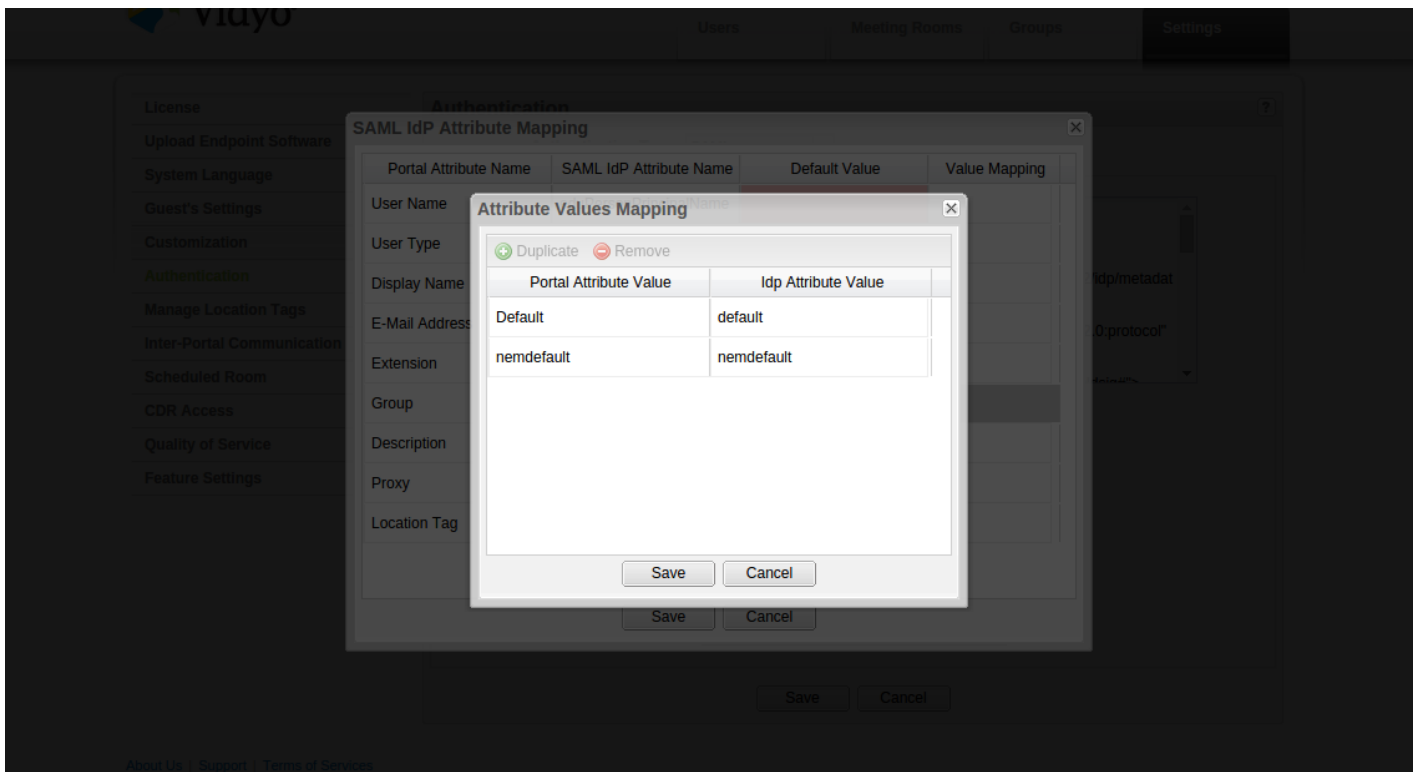 Vidyo
Users
Meeting Rooms
Groups
Settings
License
Upload Endpoint Software
System Language
Guest's Settings
Customization
Authentication
Manage Location Tags
Inter-Portal Communication
Scheduled Room
CDR Access
Quality of Service
Feature Settings
Authentication
?
SAML IdP Attribute Mapping
Portal Attribute Name
SAML IdP Attribute Name
Default Value
Value Mapping
User Name
User Type
Display Name
E-Mail Address
Extension
Group
Description
Proxy
Location Tag
/idp/metadat
.0:protocol"
Attribute Values Mapping
Duplicate
Remove
Portal Attribute Value
Idp Attribute Value
Default
default
nemdefault
nemdefault
Save
Cancel
Save
Cancel
Save
Cancel
About Us | Support | Terms of Services